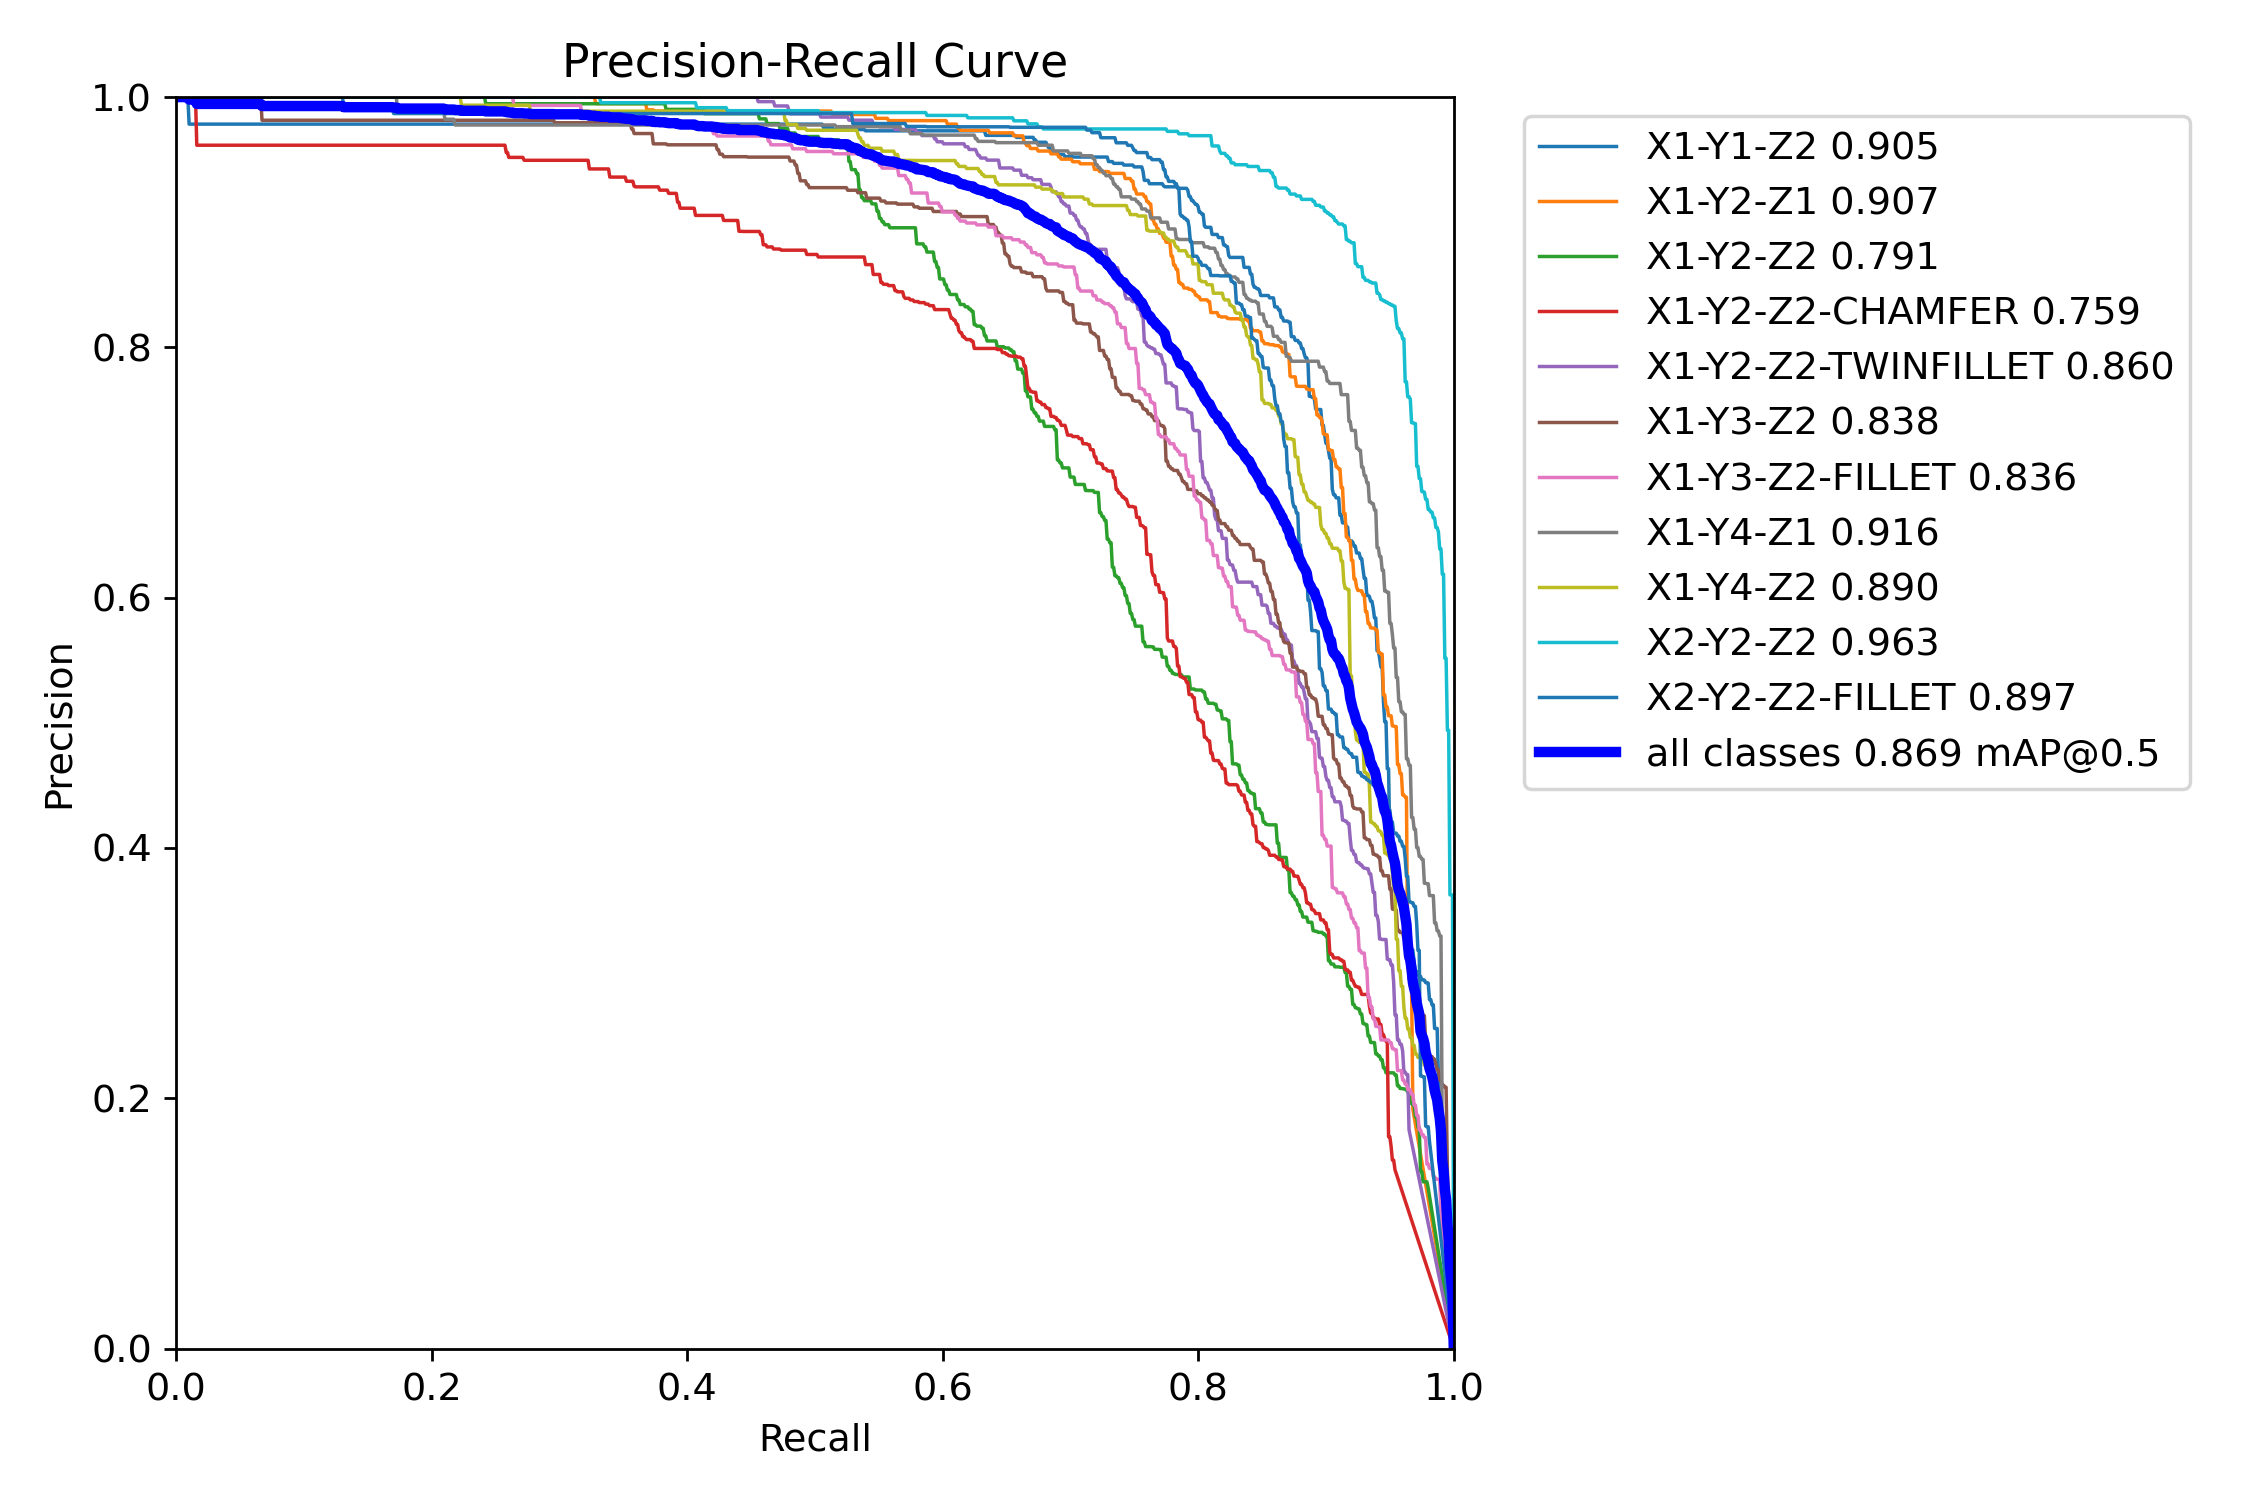 Precision-Recall Curve
1.0
0.8
0.6
0.4
0.2
0.0
Precision
0.0 0.2 0.4 0.6 0.8 1.0
Recall
X1-Y1-Z2 0.905
X1-Y2-Z1 0.907
X1-Y2-Z2 0.791
X1-Y2-Z2-CHAMFER 0.759
X1-Y2-Z2-TWINFILLET 0.860
X1-Y3-Z2 0.838
X1-Y3-Z2-FILLET 0.836
X1-Y4-Z1 0.916
X1-Y4-Z2 0.890
X2-Y2-Z2 0.963
X2-Y2-Z2-FILLET 0.897
all classes 0.869 mAP@0.5